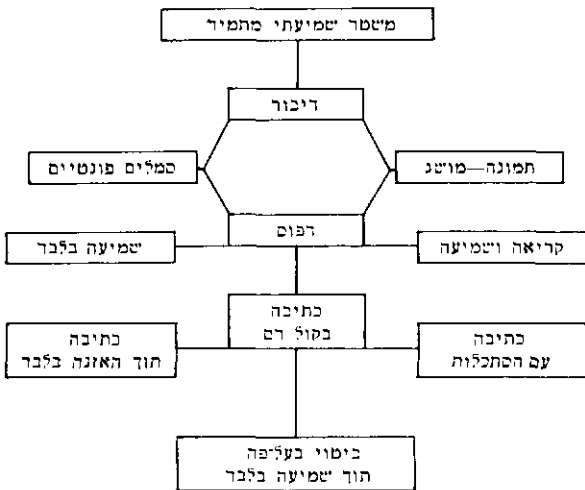 משטר שמיעתי מתמיד
דיבור
תמונה—מושג
סמלים פונטיים
דפוס
קריאה ושמיעה
שמיעה בלבד
כתיבה
בקול רם
כתיבה
עם הסתכלות
כתיבה
תוך האזנה בלבד
ביטוי בעל־פה
תוך שמיעה בלבד